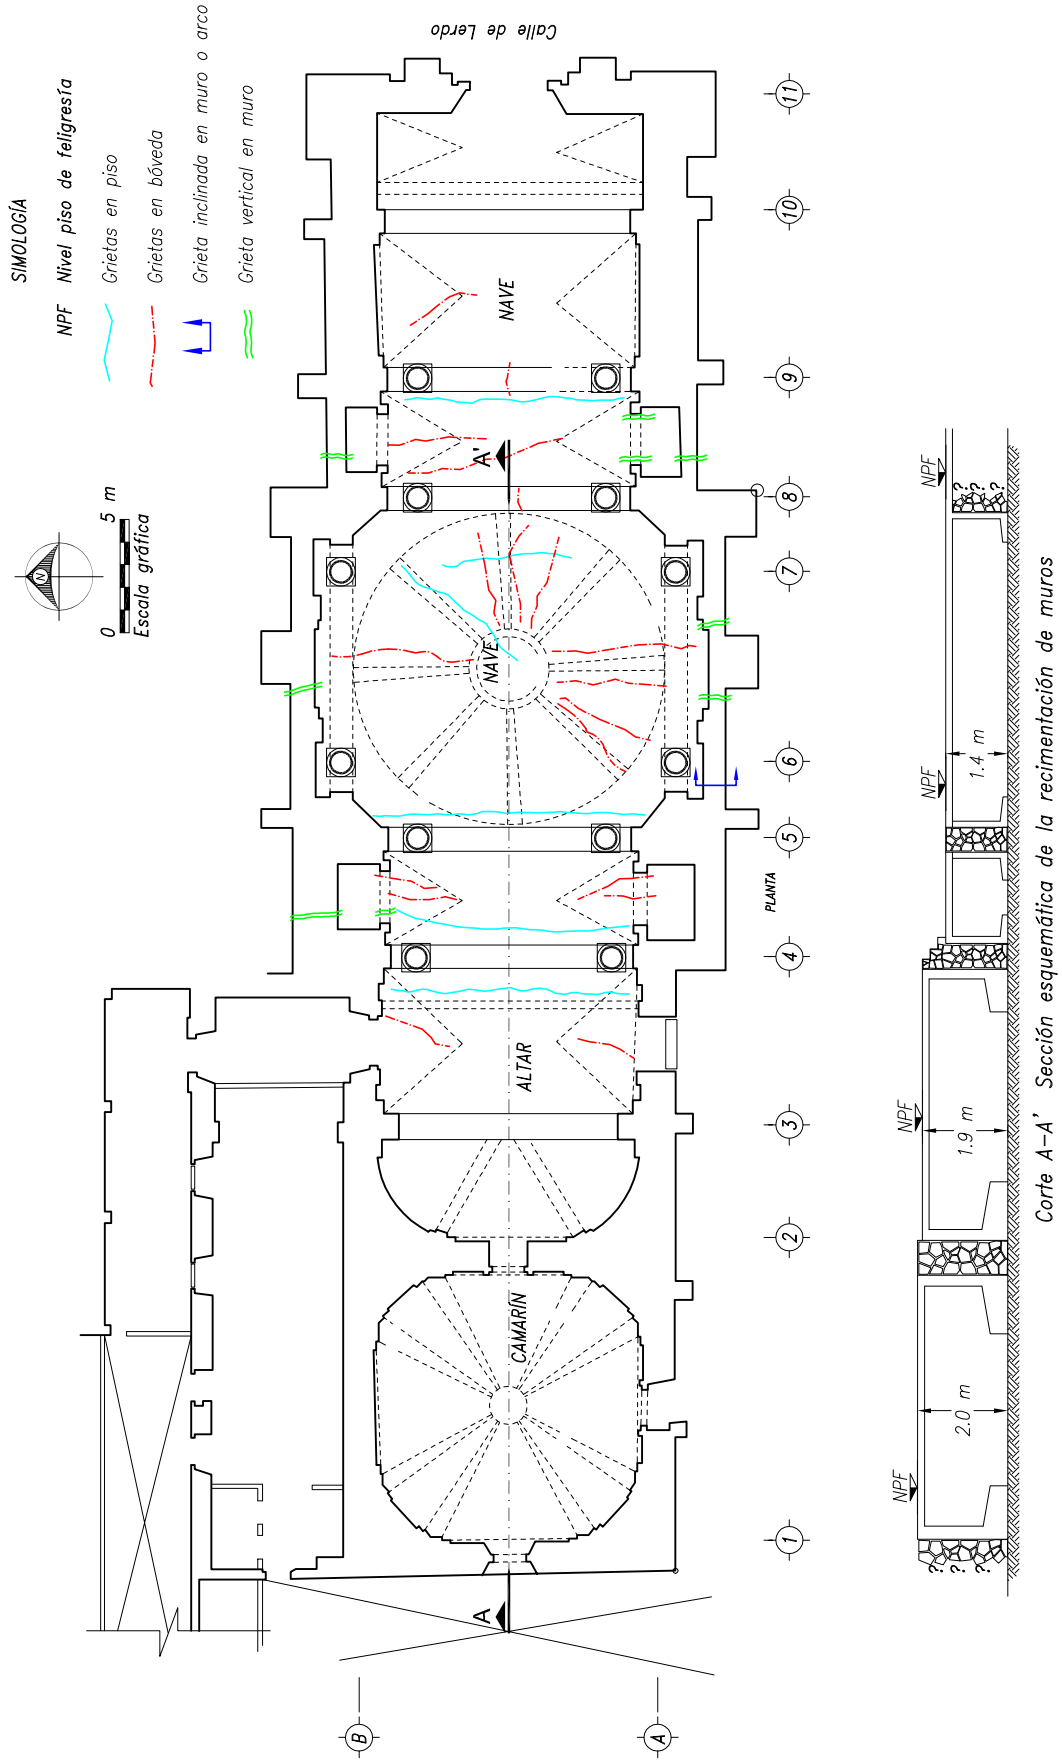 SIMOLOGÍA
NPF Nivel piso de feligresía
Grietas en piso
Grietas en bóveda
Grieta inclinada en muro o arco
Grieta vertical en muro
N
0 5 m
Escala gráfica
Calle de Lerdo
B
A
A
CAMARÍN
ALTAR
NAVE
A'
NAVE
PLANTA
1
2
3
4
5
6
7
8
9
10
11
NPF
NPF
NPF
NPF
? ? ?
2.0 m
1.9 m
1.4 m
? ? ?
Corte A-A' Sección esquemática de la recimentación de muros